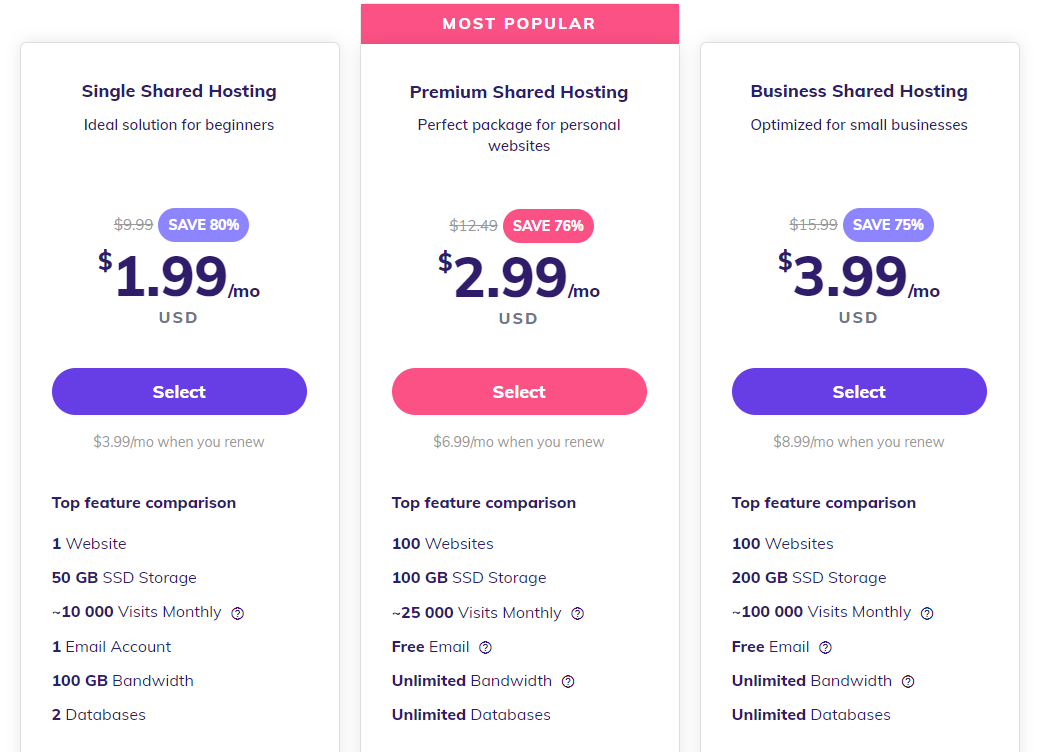 MOST POPULAR
Single Shared Hosting
Ideal solution for beginners
$9.99 SAVE 80%
$1.99/mo
USD
Select
$3.99/mo when you renew
Top feature comparison
1 Website
50 GB SSD Storage
~10 000 Visits Monthly ?
1 Email Account
100 GB Bandwidth
2 Databases
Premium Shared Hosting
Perfect package for personal
websites
$12.49 SAVE 76%
$2.99/mo
USD
Select
$6.99/mo when you renew
Top feature comparison
100 Websites
100 GB SSD Storage
~25 000 Visits Monthly ?
Free Email ?
Unlimited Bandwidth ?
Unlimited Databases
Business Shared Hosting
Optimized for small businesses
$15.99 SAVE 75%
$3.99/mo
USD
Select
$8.99/mo when you renew
Top feature comparison
100 Websites
200 GB SSD Storage
~100 000 Visits Monthly ?
Free Email ?
Unlimited Bandwidth ?
Unlimited Databases